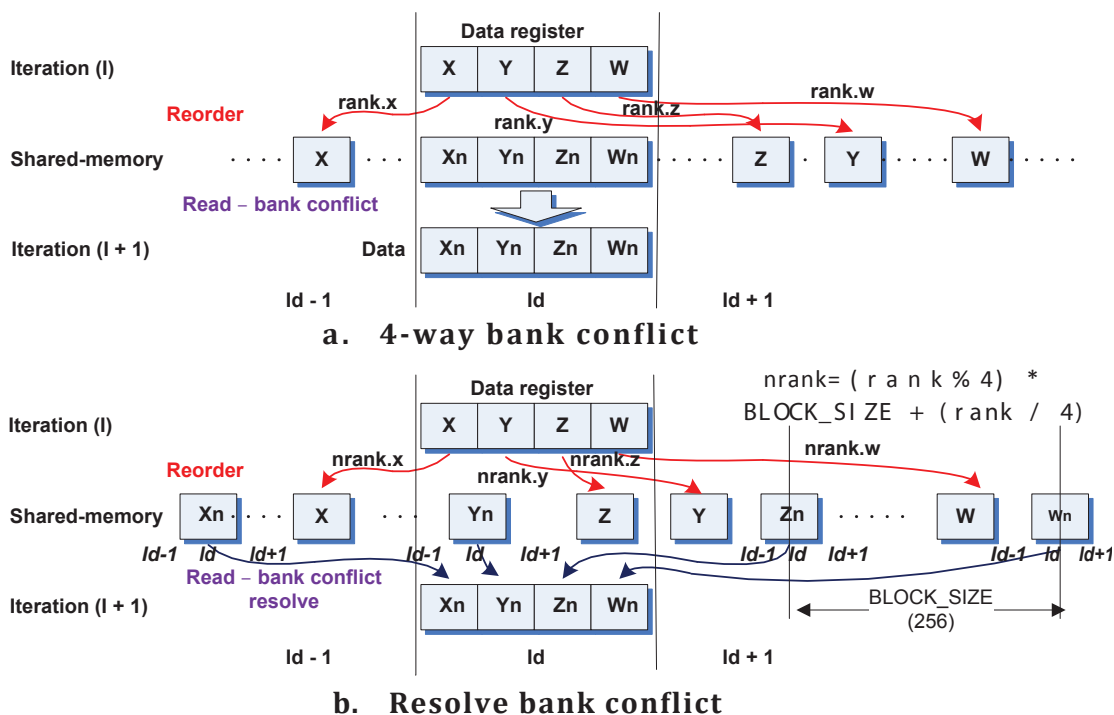 Data register
Iteration (I)
X Y Z W
rank.x rank.y rank.z rank.w
Reorder
Shared-memory
· · · · · X · · · Xn Yn Zn Wn · · · · · Z · Y · · · · · W · · · · ·
Read – bank conflict
Iteration (I + 1)
Data
Xn Yn Zn Wn
Id - 1 Id Id + 1
a. 4-way bank conflict
nrank= (rank%4) *
BLOCK_SIZE + (rank / 4)
Data register
Iteration (I)
X Y Z W
nrank.x nrank.y nrank.z nrank.w
Reorder
Shared-memory
Xn · · · · X · · · Yn Z Y Zn · · · · · W Wn
Id-1 Id Id+1 Id-1 Id Id+1 Id-1 Id Id+1 Id-1 Id Id+1
Read – bank conflict
resolve
Iteration (I + 1)
Xn Yn Zn Wn
BLOCK_SIZE
(256)
Id - 1 Id Id + 1
b. Resolve bank conflict